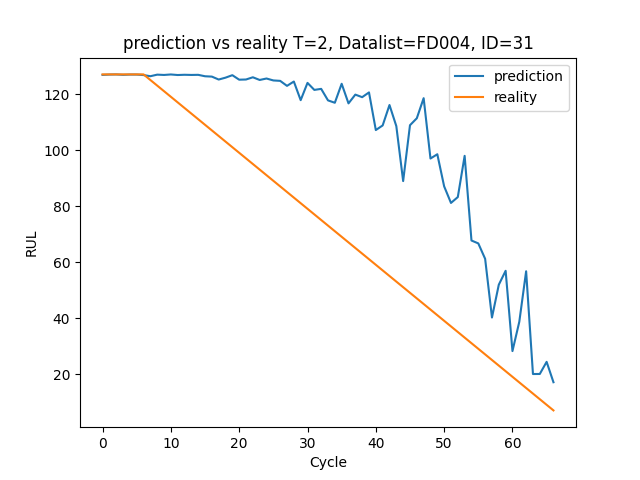 prediction vs reality T=2, Datalist=FD004, ID=31
prediction
reality
120
100
80
60
40
20
RUL
0 10 20 30 40 50 60
Cycle